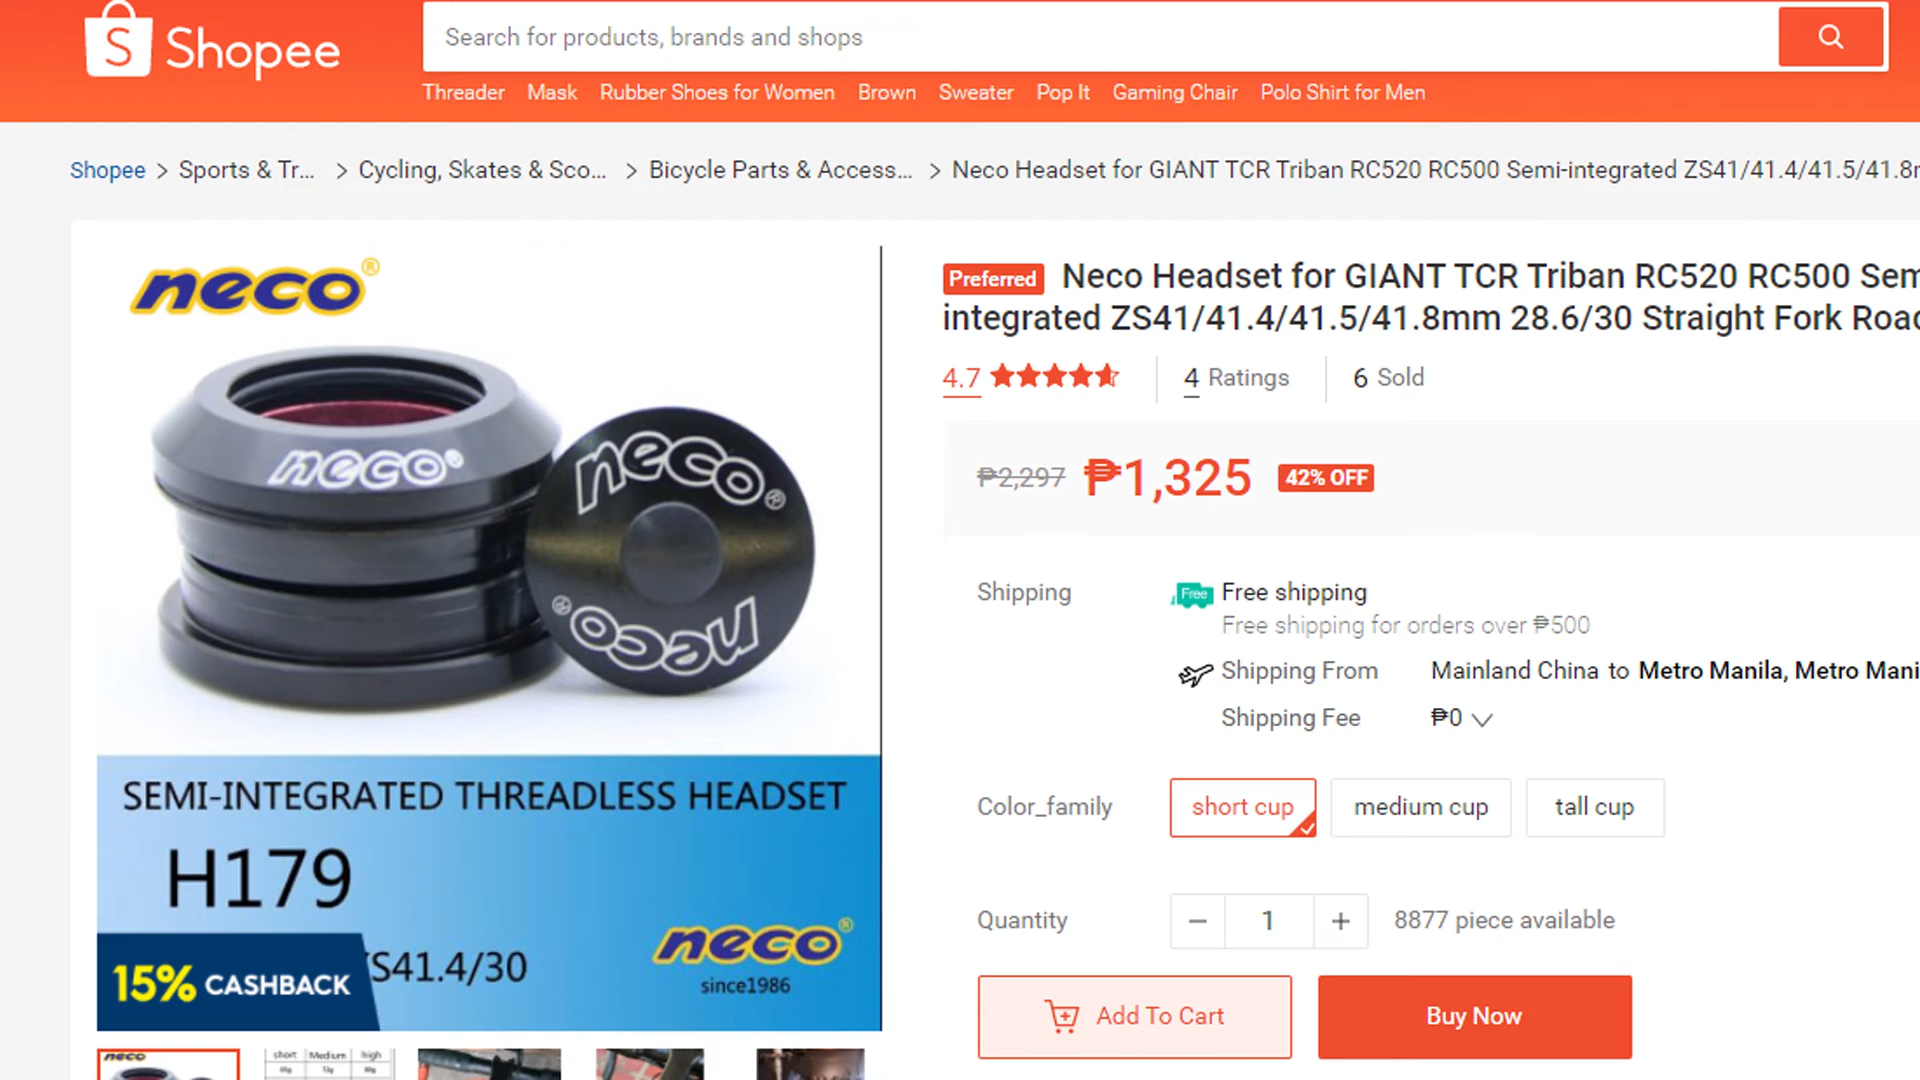 S Shopee
Search for products, brands and shops
Threader Mask Rubber Shoes for Women Brown Sweater Pop It Gaming Chair Polo Shirt for Men
Shopee > Sports & Tr... > Cycling, Skates & Sco... > Bicycle Parts & Access... > Neco Headset for GIANT TCR Triban RC520 RC500 Semi-integrated ZS41/41.4/41.5/41.8
neco®
Preferred Neco Headset for GIANT TCR Triban RC520 RC500 Sem
integrated ZS41/41.4/41.5/41.8mm 28.6/30 Straight Fork Road
4.7 4 Ratings 6 Sold
neco®
neco®
neco®
₱2,297 ₱1,325 42% OFF
Shipping Free Free shipping
Free shipping for orders over ₱500
Shipping From Mainland China to Metro Manila, Metro Mani
Shipping Fee ₱0
SEMI-INTEGRATED THREADLESS HEADSET
H179
S41.4/30
neco®
since1986
15% CASHBACK
Color_family short cup medium cup tall cup
Quantity − 1 + 8877 piece available
Add To Cart Buy Now
neco
short Medium high